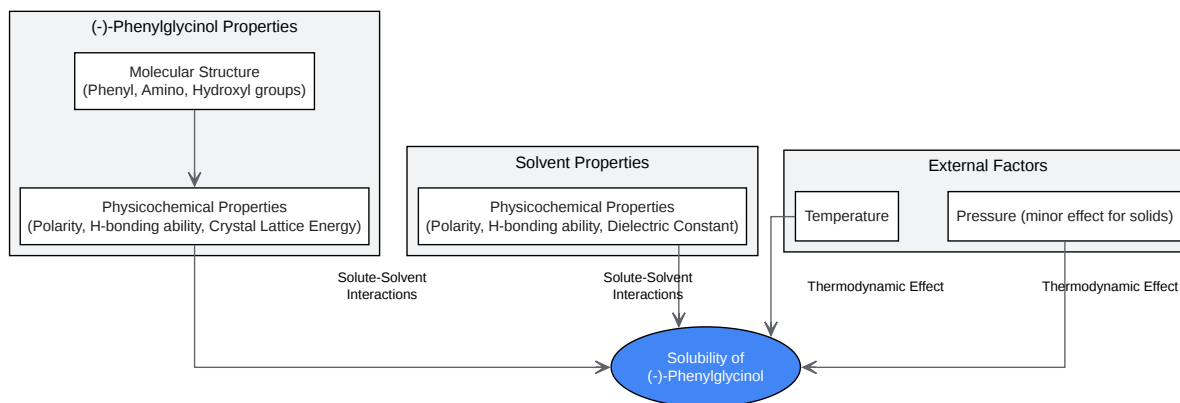 (-)-Phenylglycinol Properties
Molecular Structure
(Phenyl, Amino, Hydroxyl groups)
Physicochemical Properties
(Polarity, H-bonding ability, Crystal Lattice Energy)
Solvent Properties
Physicochemical Properties
(Polarity, H-bonding ability, Dielectric Constant)
External Factors
Temperature
Pressure (minor effect for solids)
Solute-Solvent
Interactions
Solute-Solvent
Interactions
Thermodynamic Effect
Thermodynamic Effect
Solubility of
(-)-Phenylglycinol